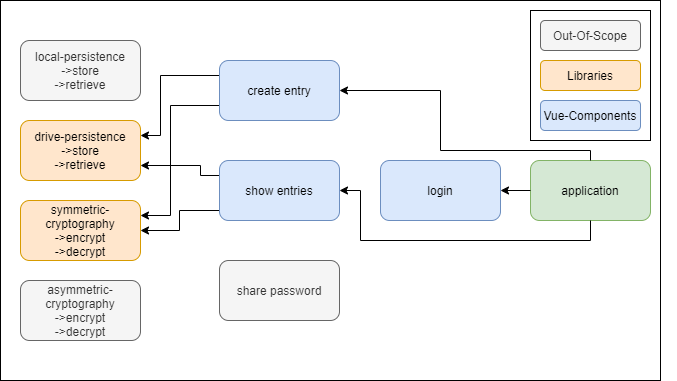 Out-Of-Scope
Libraries
Vue-Components
local-persistence
->store
->retrieve
create entry
drive-persistence
->store
->retrieve
show entries
login
application
symmetric-
cryptography
->encrypt
->decrypt
share password
asymmetric-
cryptography
->encrypt
->decrypt